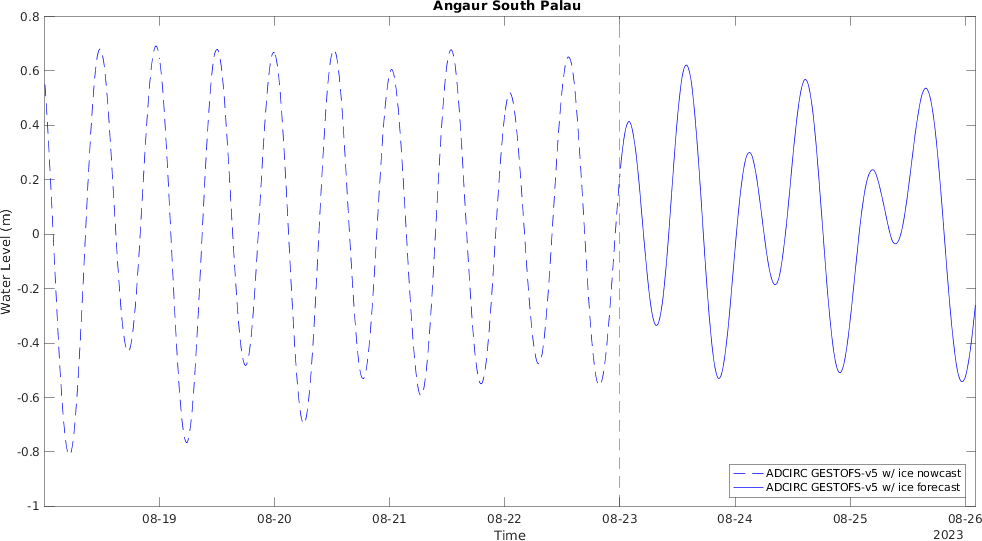 Angaur South Palau
0.8
0.6
0.4
0.2
0
-0.2
-0.4
-0.6
-0.8
-1
Water Level (m)
ADCIRC GESTOFS-v5 w/ ice nowcast
ADCIRC GESTOFS-v5 w/ ice forecast
08-19 08-20 08-21 08-22 08-23 08-24 08-25 08-26
2023
Time